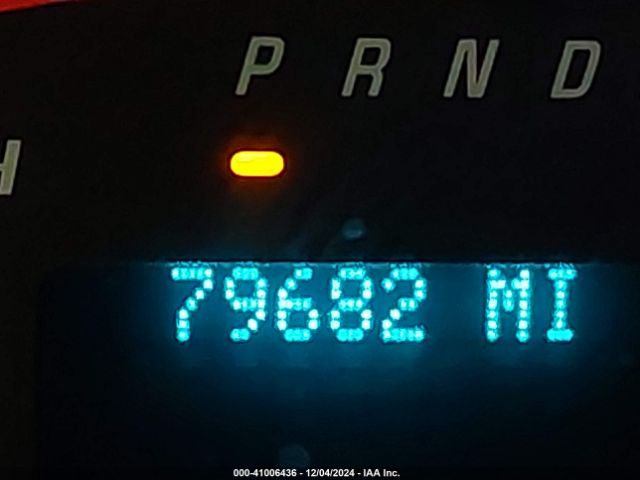 P R N D
H
79682 MI
000-41006436 - 12/04/2024 - IAA Inc.